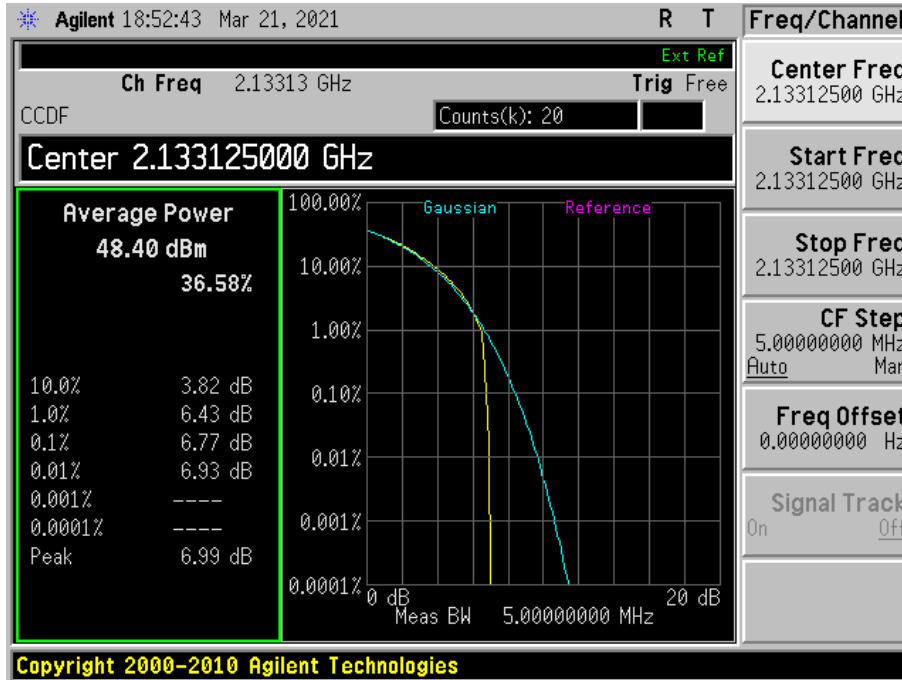 Agilent 18:52:43 Mar 21, 2021 R T
Freq/Channel
Ext Ref
Ch Freq 2.13313 GHz Trig Free
CCDF Counts(k): 20
Center 2.133125000 GHz
Average Power
48.40 dBm
36.58%
10.0% 3.82 dB
1.0% 6.43 dB
0.1% 6.77 dB
0.01% 6.93 dB
0.001% ----
0.0001% ----
Peak 6.99 dB
Gaussian Reference
100.00%
10.00%
1.00%
0.10%
0.01%
0.001%
0.0001%
0 dB 20 dB
Meas BW 5.00000000 MHz
Center Freq
2.13312500 GHz
Start Freq
2.13312500 GHz
Stop Freq
2.13312500 GHz
CF Step
5.00000000 MHz
Auto Man
Freq Offset
0.00000000 Hz
Signal Track
On Off
Copyright 2000-2010 Agilent Technologies